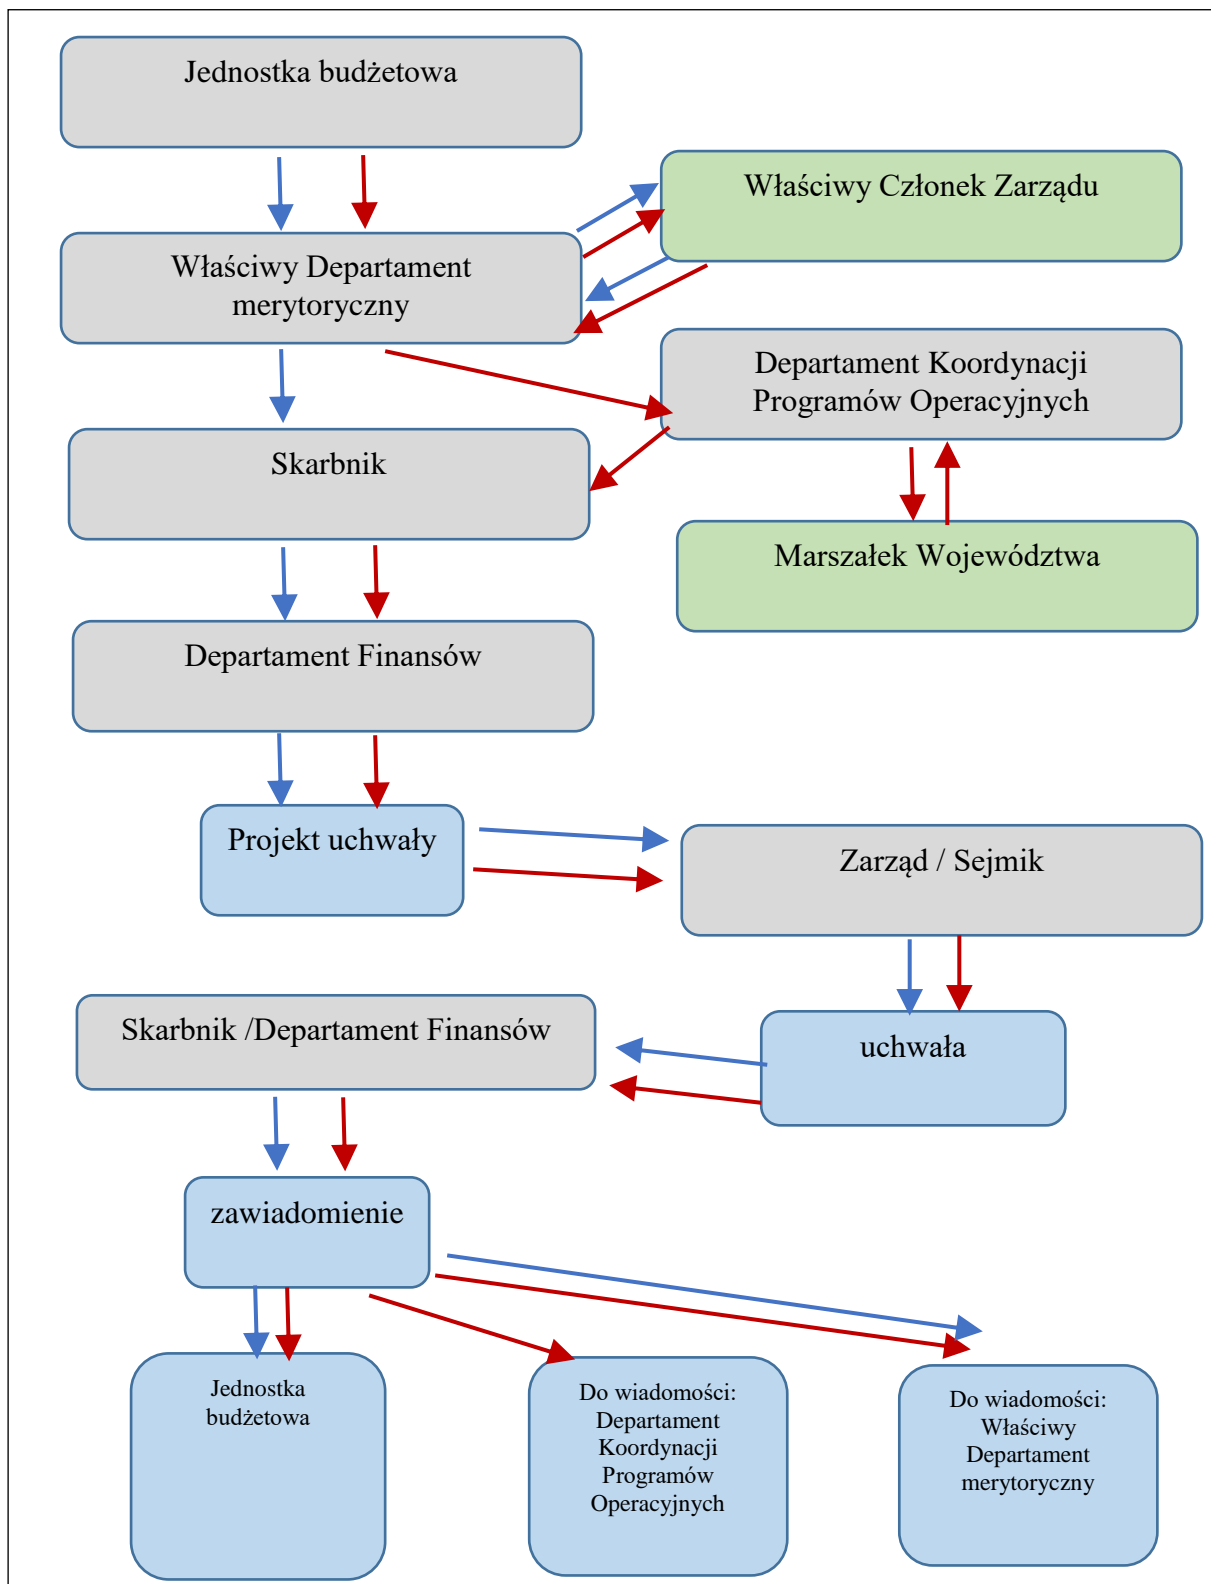 Jednostka budżetowa
Właściwy Członek Zarządu
Właściwy Departament
merytoryczny
Departament Koordynacji
Programów Operacyjnych
Skarbnik
Marszałek Województwa
Departament Finansów
Projekt uchwały
Zarząd / Sejmik
Skarbnik /Departament Finansów
uchwała
zawiadomienie
Jednostka
budżetowa
Do wiadomości:
Departament
Koordynacji
Programów
Operacyjnych
Do wiadomości:
Właściwy
Departament
merytoryczny